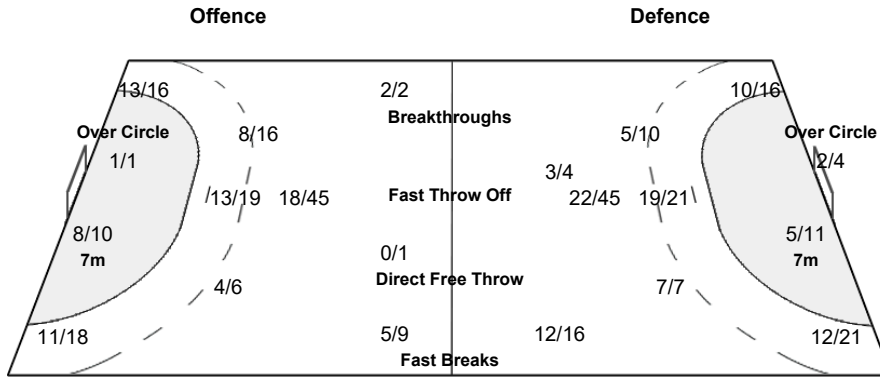 Offence Defence
13/16 2/2 10/16
Breakthroughs
Over Circle 8/16 5/10 Over Circle
1/1 3/4 2/4
13/19 18/45 Fast Throw Off 22/45 19/21
8/10 5/11
0/1
7m 7m
Direct Free Throw
4/6 7/7
11/18 5/9 12/16 12/21
Fast Breaks